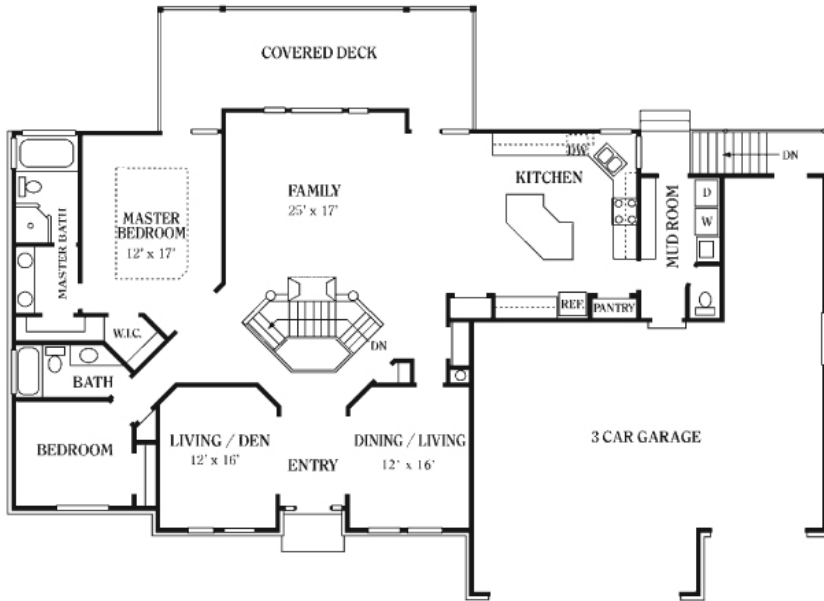 COVERED DECK
D.W.
DN
KITCHEN
FAMILY
25' x 17'
MASTER
BEDROOM
12' x 17'
MASTER BATH
MUD ROOM
D
W
W.I.C.
REF.
PANTRY
DN
BATH
BEDROOM
LIVING / DEN
12' x 16'
ENTRY
DINING / LIVING
12' x 16'
3 CAR GARAGE